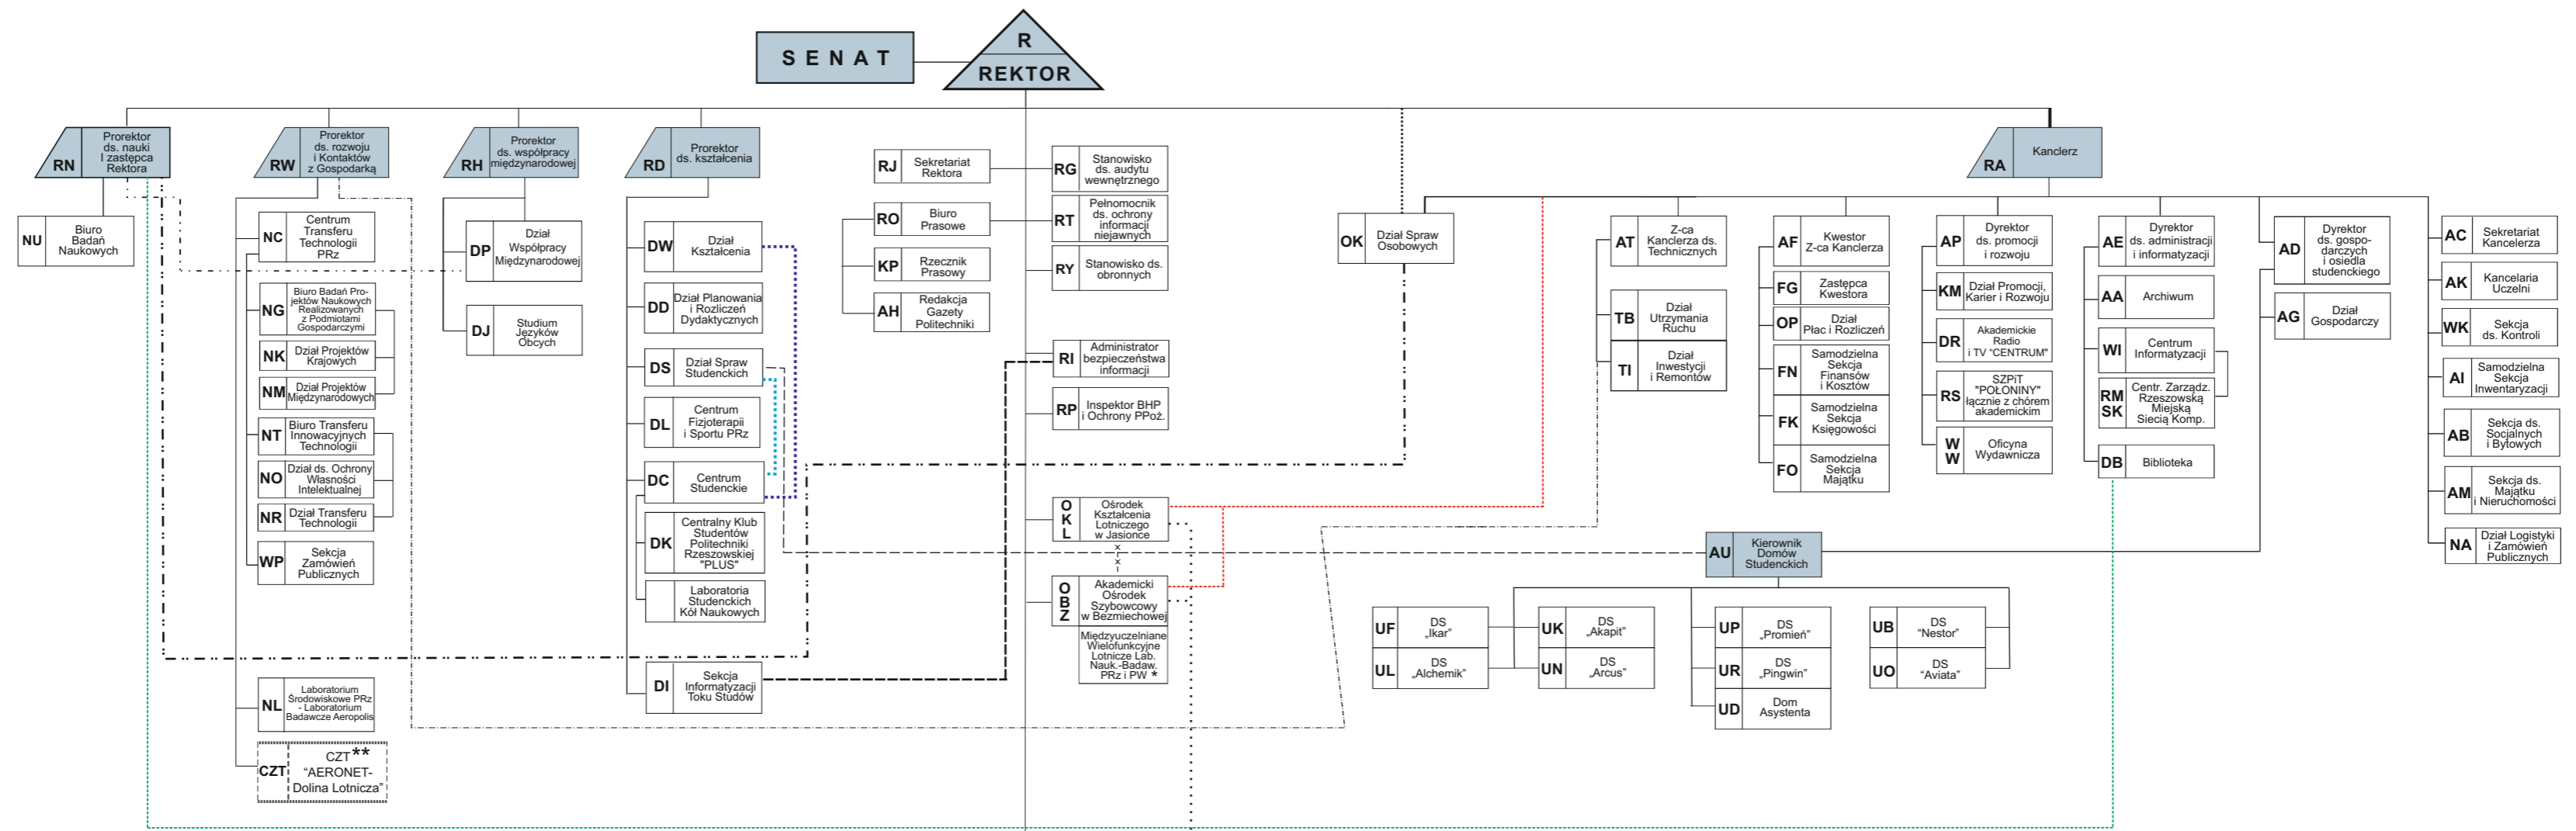 S E N A T
R
REKTOR
RN
Prorektor
ds. nauki
I zastępca
Rektora
RW
Prorektor
ds. rozwoju
i Kontaktów
z Gospodarką
RH
Prorektor
ds. współpracy
międzynarodowej
RD
Prorektor
ds. kształcenia
RA
Kanclerz
NU
Biuro
Badań
Naukowych
NC
Centrum
Transferu
Technologii
PRz
NG
Biuro Badań Pro-
jektów Naukowych
Realizowanych
z Podmiotami
Gospodarczymi
NK
Dział Projektów
Krajowych
NM
Dział Projektów
Międzynarodowych
NT
Biuro Transferu
Innowacyjnych
Technologii
NO
Dział ds. Ochrony
Własności
Intelektualnej
NR
Dział Transferu
Technologii
WP
Sekcja
Zamówień
Publicznych
NL
Laboratorium
Środowiskowe PRz
- Laboratorium
Badawcze Aeropolis
CZT
CZT**
"AERONET-
Dolina Lotnicza"
DP
Dział
Współpracy
Międzynarodowej
DJ
Studium
Języków
Obcych
DW
Dział
Kształcenia
DD
Dział Planowania
i Rozliczeń
Dydaktycznych
DS
Dział Spraw
Studenckich
DL
Centrum
Fizjoterapii
i Sportu PRz
DC
Centrum
Studenckie
DK
Centralny Klub
Studentów
Politechniki
Rzeszowskiej
"PLUS"
Laboratoria
Studenckich
Kół Naukowych
DI
Sekcja
Informatyzacji
Toku Studów
RJ
Sekretariat
Rektora
RO
Biuro
Prasowe
KP
Rzecznik
Prasowy
AH
Redakcja
Gazety
Politechniki
RG
Stanowisko
ds. audytu
wewnętrznego
RT
Pełnomocnik
ds. ochrony
informacji
niejawnych
RY
Stanowisko ds.
obronnych
RI
Administrator
bezpieczeństwa
informacji
RP
Inspektor BHP
i Ochrony PPoż.
O
K
L
Ośrodek
Kształcenia
Lotniczego
w Jasionce
O
B
Z
Akademicki
Ośrodek
Szybowcowy
w Bezmiechowej
Międzyuczelniane
Wielofunkcyjne
Lotnicze Lab.
Nauk.-Badaw.
PRz i PW *
OK
Dział Spraw
Osobowych
AT
Z-ca
Kanclerza ds.
Technicznych
TB
Dział
Utrzymania
Ruchu
TI
Dział
Inwestycji
i Remontów
AF
Kwestor
Z-ca Kanclerza
FG
Zastępca
Kwestora
OP
Dział
Płac i Rozliczeń
FN
Samodzielna
Sekcja
Finansów
i Kosztów
FK
Samodzielna
Sekcja
Księgowości
FO
Samodzielna
Sekcja
Majątku
AP
Dyrektor
ds. promocji
i rozwoju
KM
Dział Promocji,
Karier i Rozwoju
DR
Akademickie
Radio
i TV "CENTRUM"
RS
SZPiT
"POŁONINY"
łącznie z chórem
akademickim
W
W
Oficyna
Wydawnicza
AE
Dyrektor
ds. administracji
i informatyzacji
AA
Archiwum
WI
Centrum
Informatyzacji
RM
SK
Centr. Zarządz.
Rzeszowską
Miejską
Siecią Komp.
DB
Biblioteka
AD
Dyrektor
ds. gospo-
darczych
i osiedla
studenckiego
AG
Dział
Gospodarczy
AC
Sekretariat
Kancelerza
AK
Kancelaria
Uczelni
WK
Sekcja
ds. Kontroli
AI
Samodzielna
Sekcja
Inwentaryzacji
AB
Sekcja ds.
Socjalnych
i Bytowych
AM
Sekcja ds.
Majątku
i Nieruchomości
NA
Dział Logistyki
i Zamówień
Publicznych
AU
Kierownik
Domów
Studenckich
UF
DS
„Ikar"
UL
DS
„Alchemik"
UK
DS
„Akapit"
UN
DS
„Arcus"
UP
DS
„Promień"
UR
DS
„Pingwin"
UD
Dom
Asystenta
UB
DS
"Nestor"
UO
DS
"Aviata"